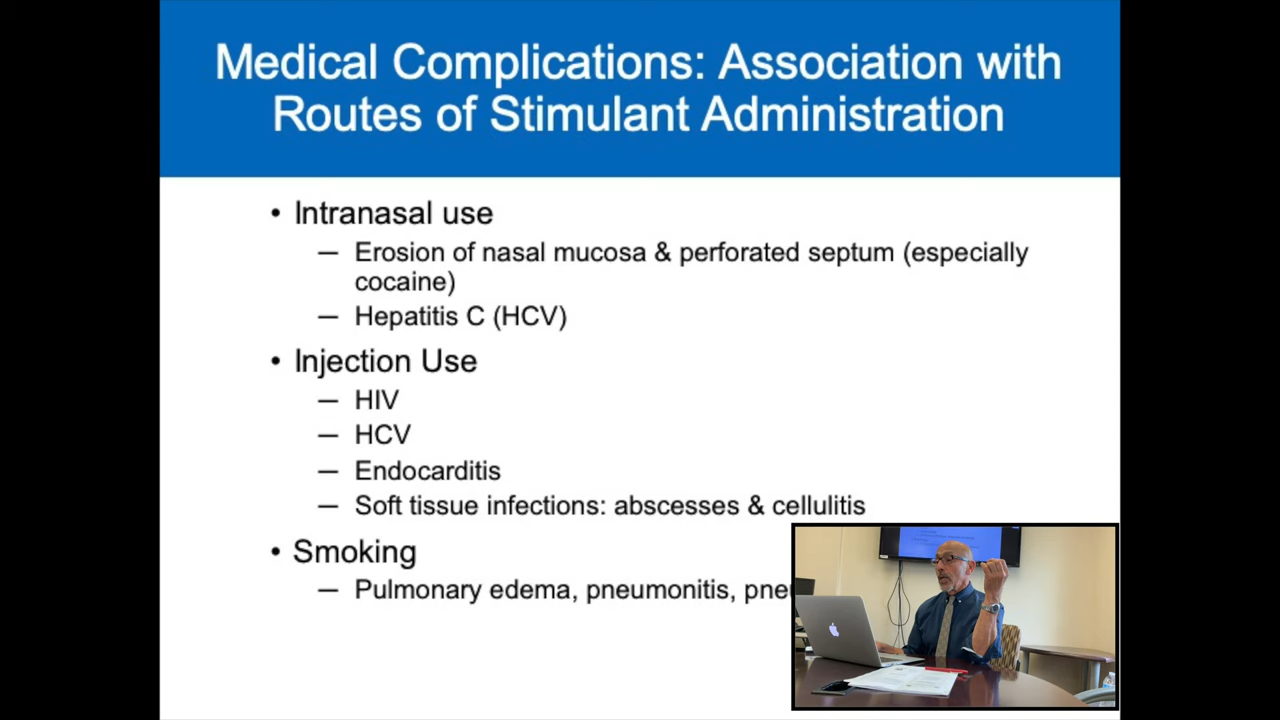 Medical Complications: Association with
Routes of Stimulant Administration
• Intranasal use
— Erosion of nasal mucosa & perforated septum (especially
cocaine)
— Hepatitis C (HCV)
• Injection Use
— HIV
— HCV
— Endocarditis
— Soft tissue infections: abscesses & cellulitis
• Smoking
— Pulmonary edema, pneumonitis,